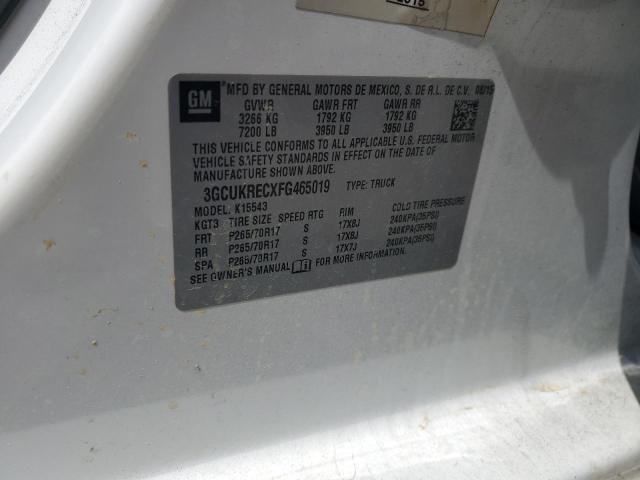 2015
GM
MFD BY GENERAL MOTORS DE MEXICO, S. DE R.L. DE C.V. 08/15
GVWR GAWR FRT GAWR RR
3266 KG 1792 KG 1792 KG
7200 LB 3950 LB 3950 LB
THIS VEHICLE CONFORMS TO ALL APPLICABLE U.S. FEDERAL MOTOR
VEHICLE SAFETY STANDARDS IN EFFECT ON THE DATE OF
MANUFACTURE SHOWN ABOVE.
3GCUKRECXFG465019 TYPE: TRUCK
MODEL: K15543
KGT3 TIRE SIZE SPEED RTG RIM COLD TIRE PRESSURE
FRT P265/70R17 S 17X8J 240KPA(35PSI)
RR P265/70R17 S 17X8J 240KPA(35PSI)
SPA P265/70R17 S 17X7J 240KPA(35PSI)
SEE OWNER'S MANUAL FOR MORE INFORMATION.